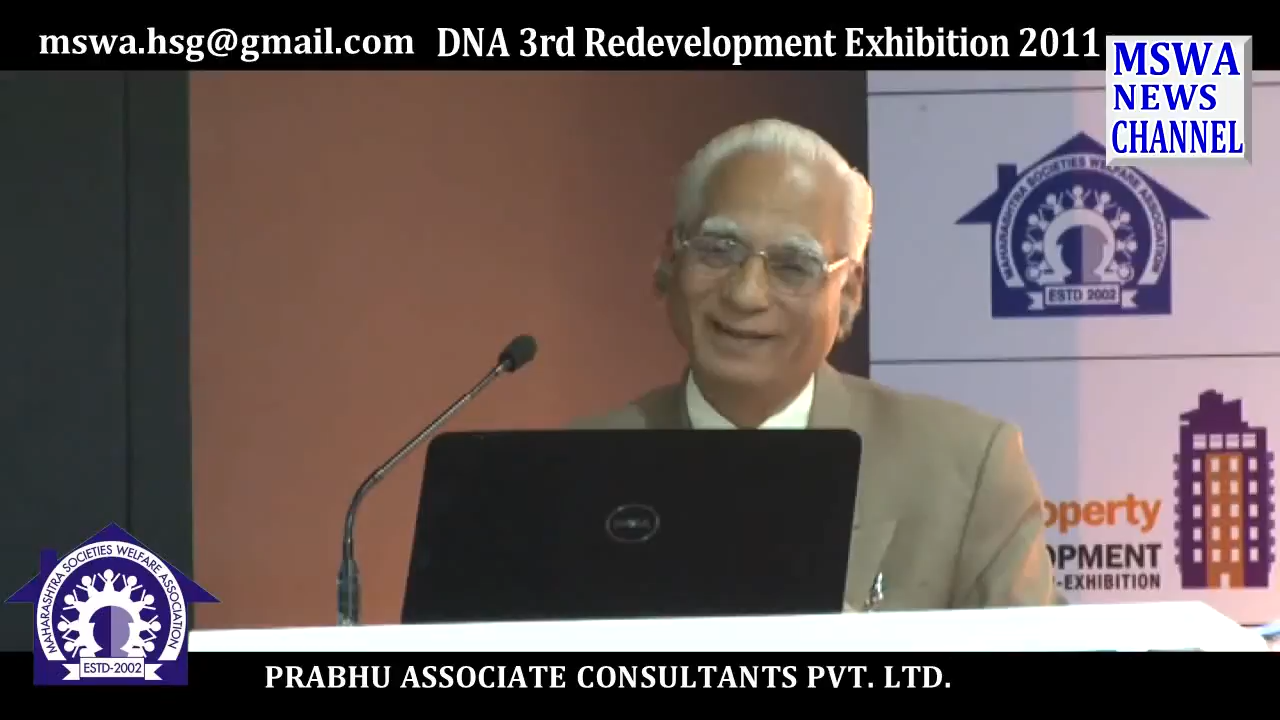 mswa.hsg@gmail.com DNA 3rd Redevelopment Exhibition 2011
MSWA
NEWS
CHANNEL
MAHARASHTRA SOCIETIES WELFARE ASSOCIATION
ESTD 2002
operty
OPMENT
-EXHIBITION
DELL
MAHARASHTRA SOCIETIES WELFARE ASSOCIATION
ESTD-2002
PRABHU ASSOCIATE CONSULTANTS PVT. LTD.